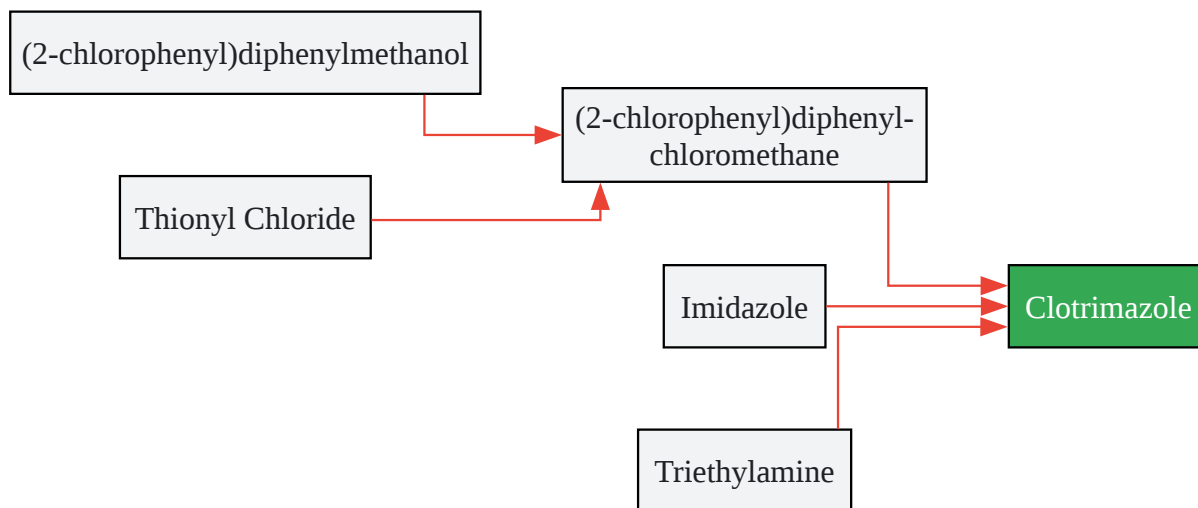 (2-chlorophenyl)diphenylmethanol
(2-chlorophenyl)diphenyl-
chloromethane
Thionyl Chloride
Imidazole
Clotrimazole
Triethylamine